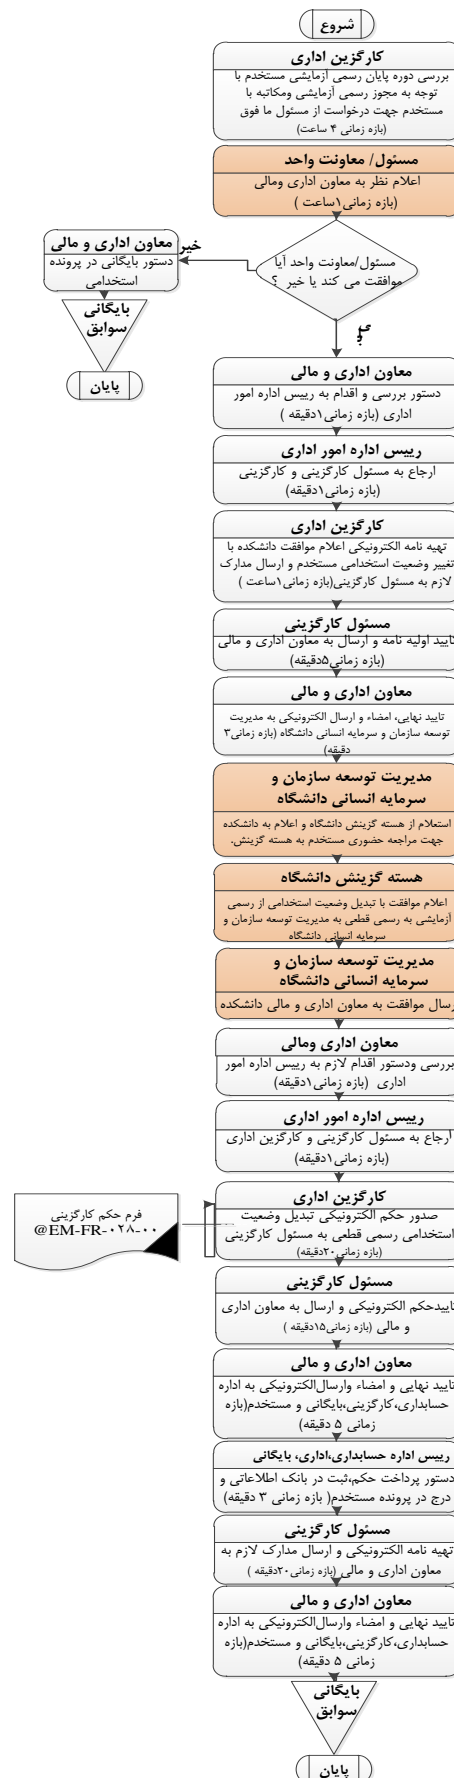 شروع
کارگزین اداری
بررسی دوره پایان رسمی آزمایشی مستخدم با
توجه به مجوز رسمی آزمایشی ومکاتبه با
مستخدم جهت درخواست از مسئول ما فوق
(بازه زمانی ۴ ساعت)
مسئول/ معاونت واحد
اعلام نظر به معاون اداری ومالی
(بازه زمانی۱ساعت )
مسئول/معاونت واحد آیا
موافقت می کند یا خیر ؟
خیر
معاون اداری و مالی
دستور بایگانی در پرونده
استخدامی
بایگانی
سوابق
پایان
معاون اداری و مالی
دستور بررسی و اقدام به رییس اداره امور
اداری (بازه زمانی۱دقیقه )
رییس اداره امور اداری
ارجاع به مسئول کارگزینی و کارگزینی
(بازه زمانی۱دقیقه)
کارگزین اداری
تهیه نامه الکترونیکی اعلام موافقت دانشکده با
تغییر وضعیت استخدامی مستخدم و ارسال مدارک
لازم به مسئول کارگزینی(بازه زمانی۱ساعت )
مسئول کارگزینی
تایید اولیه نامه و ارسال به معاون اداری و مالی
(بازه زمانی۵دقیقه)
معاون اداری و مالی
تایید نهایی، امضاء و ارسال الکترونیکی به مدیریت
توسعه سازمان و سرمایه انسانی دانشگاه (بازه زمانی۳
دقیقه)
مدیریت توسعه سازمان و
سرمایه انسانی دانشگاه
استعلام از هسته گزینش دانشگاه و اعلام به دانشکده
جهت مراجعه حضوری مستخدم به هسته گزینش.
هسته گزینش دانشگاه
اعلام موافقت با تبدیل وضعیت استخدامی از رسمی
آزمایشی به رسمی قطعی به مدیریت توسعه سازمان و
سرمایه انسانی دانشگاه
مدیریت توسعه سازمان و
سرمایه انسانی دانشگاه
رسال موافقت به معاون اداری و مالی دانشکده
معاون اداری ومالی
بررسی ودستور اقدام لازم به رییس اداره امور
اداری (بازه زمانی۱دقیقه)
رییس اداره امور اداری
ارجاع به مسئول کارگزینی و کارگزین اداری
(بازه زمانی۱دقیقه)
کارگزین اداری
صدور حکم الکترونیکی تبدیل وضعیت
استخدامی رسمی قطعی به مسئول کارگزینی
(بازه زمانی۲۰دقیقه)
فرم حکم کارگزینی
@EM-FR-۰۲۸-۰۰
مسئول کارگزینی
تاییدحکم الکترونیکی و ارسال به معاون اداری
و مالی (بازه زمانی۱۵دقیقه )
معاون اداری و مالی
تایید نهایی و امضاء وارسال‌الکترونیکی به اداره
حسابداری،کارگزینی،بایگانی و مستخدم(بازه
زمانی ۵ دقیقه)
رییس اداره حسابداری،اداری، بایگانی
دستور پرداخت حکم،ثبت در بانک اطلاعاتی و
درج در پرونده مستخدم( بازه زمانی ۳ دقیقه)
مسئول کارگزینی
تهیه نامه الکترونیکی و ارسال مدارک لازم به
معاون اداری و مالی (بازه زمانی۲۰دقیقه )
معاون اداری و مالی
تایید نهایی و امضاء وارسال‌الکترونیکی به اداره
حسابداری،کارگزینی،بایگانی و مستخدم(بازه
زمانی ۵ دقیقه)
بایگانی
سوابق
پایان